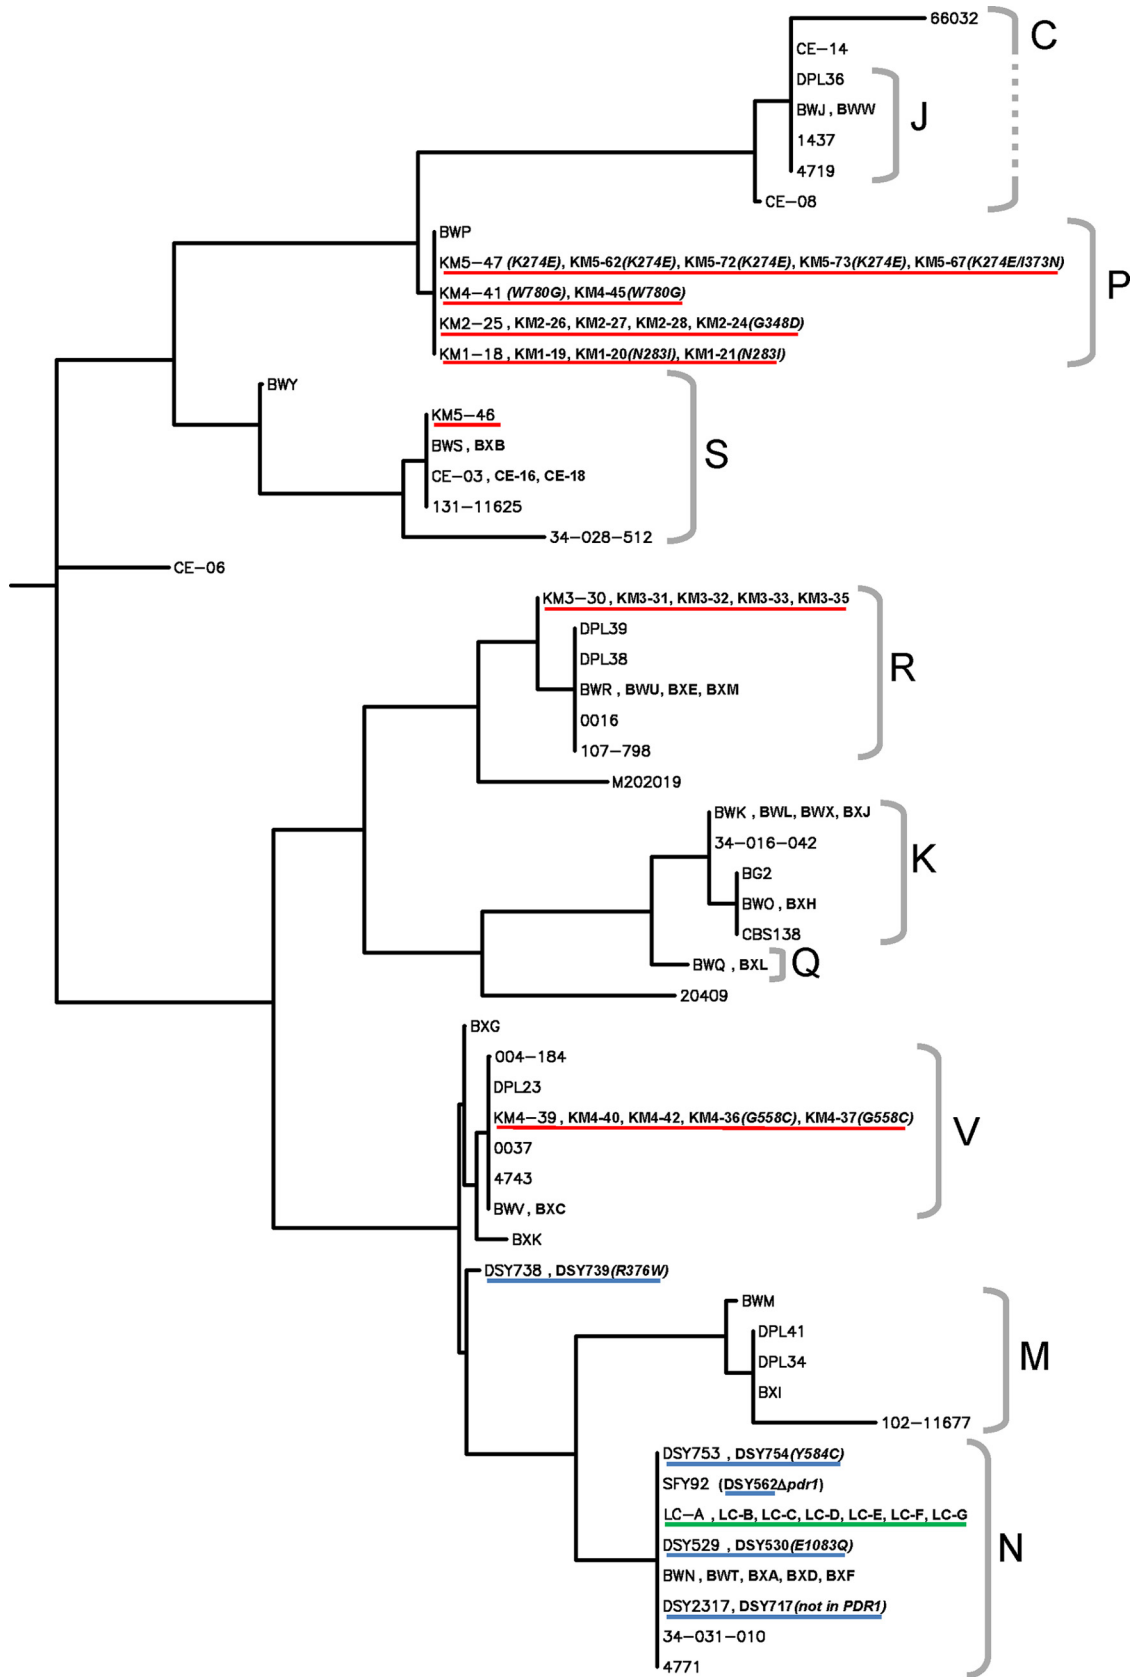 66032
C
CE-14
DPL36
J
BWJ, BWW
1437
4719
CE-08
BWP
KM5-47 (K274E), KM5-62(K274E), KM5-72(K274E), KM5-73(K274E), KM5-67(K274E/I373N)
P
KM4-41 (W780G), KM4-45(W780G)
KM2-25, KM2-26, KM2-27, KM2-28, KM2-24(G348D)
KM1-18, KM1-19, KM1-20(N283I), KM1-21(N283I)
BWY
KM5-46
BWS, BXB
S
CE-03, CE-16, CE-18
131-11625
34-028-512
CE-06
KM3-30, KM3-31, KM3-32, KM3-33, KM3-35
DPL39
DPL38
R
BWR, BWU, BXE, BXM
0016
107-798
M202019
BWK, BWL, BWX, BXJ
34-016-042
K
BG2
BWO, BXH
CBS138
BWQ, BXL
Q
20409
BXG
004-184
DPL23
KM4-39, KM4-40, KM4-42, KM4-36(G558C), KM4-37(G558C)
V
0037
4743
BWV, BXC
BXK
DSY738, DSY739(R376W)
BWM
DPL41
M
DPL34
BXI
102-11677
DSY753, DSY754(Y584C)
SFY92 (DSY562Δpdr1)
LC-A, LC-B, LC-C, LC-D, LC-E, LC-F, LC-G
DSY529, DSY530(E1083Q)
N
BWN, BWT, BXA, BXD, BXF
DSY2317, DSY717(not in PDR1)
34-031-010
4771